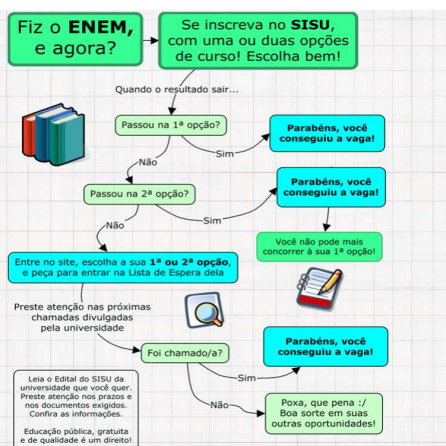 Fiz o ENEM,
e agora?
Se inscreva no SISU,
com uma ou duas opções
de curso! Escolha bem!
Quando o resultado sair...
Passou na 1ª opção?
Sim
Parabéns, você
conseguiu a vaga!
Não
Passou na 2ª opção?
Sim
Parabéns, você
conseguiu a vaga!
Você não pode mais
concorrer à sua 1ª opção!
Não
Entre no site, escolha a sua 1ª ou 2ª opção,
e peça para entrar na Lista de Espera dela
Preste atenção nas próximas
chamadas divulgadas
pela universidade
Foi chamado/a?
Sim
Parabéns, você
conseguiu a vaga!
Não
Poxa, que pena :/
Boa sorte em suas
outras oportunidades!
Leia o Edital do SISU da
universidade que você quer.
Preste atenção nos prazos e
nos documentos exigidos.
Confira as informações.
Educação pública, gratuita
e de qualidade é um direito!